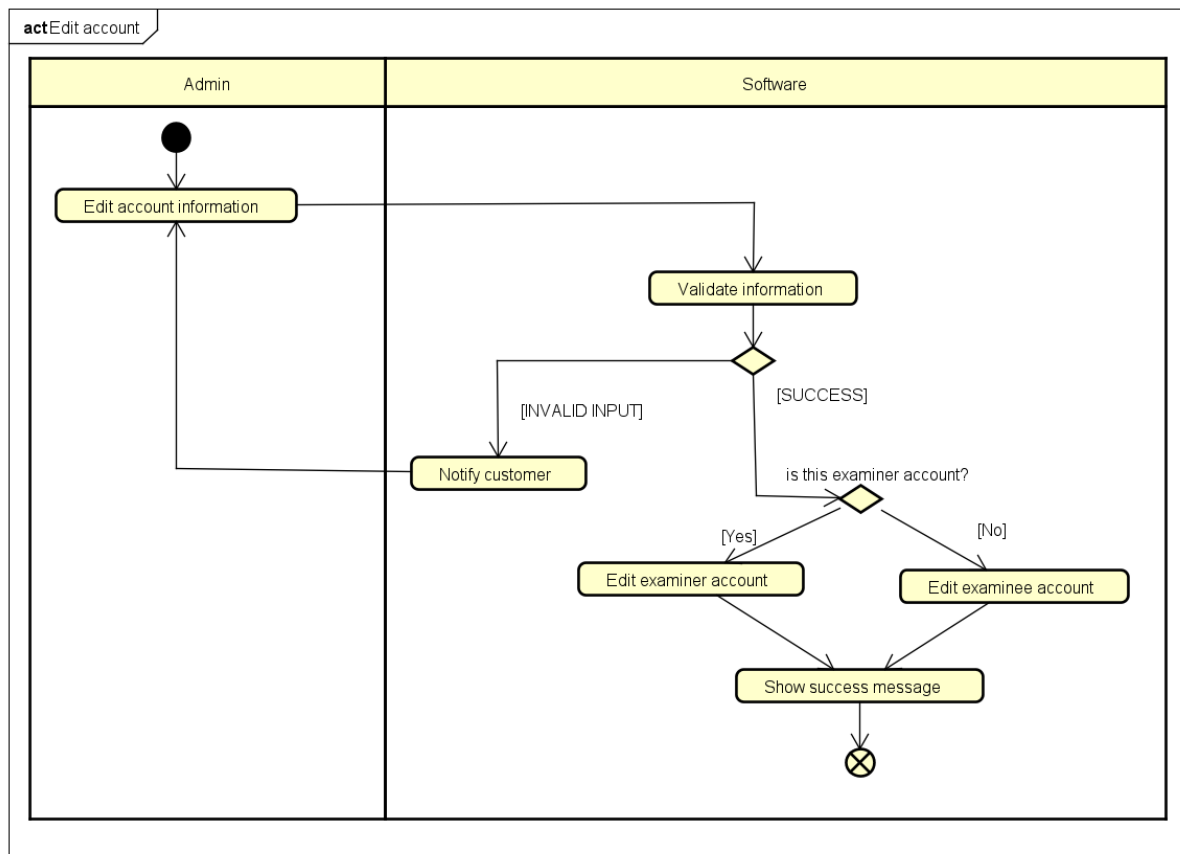 act Edit account
Admin
Software
Edit account information
Validate information
[SUCCESS]
[INVALID INPUT]
Notify customer
is this examiner account?
[Yes]
[No]
Edit examiner account
Edit examinee account
Show success message